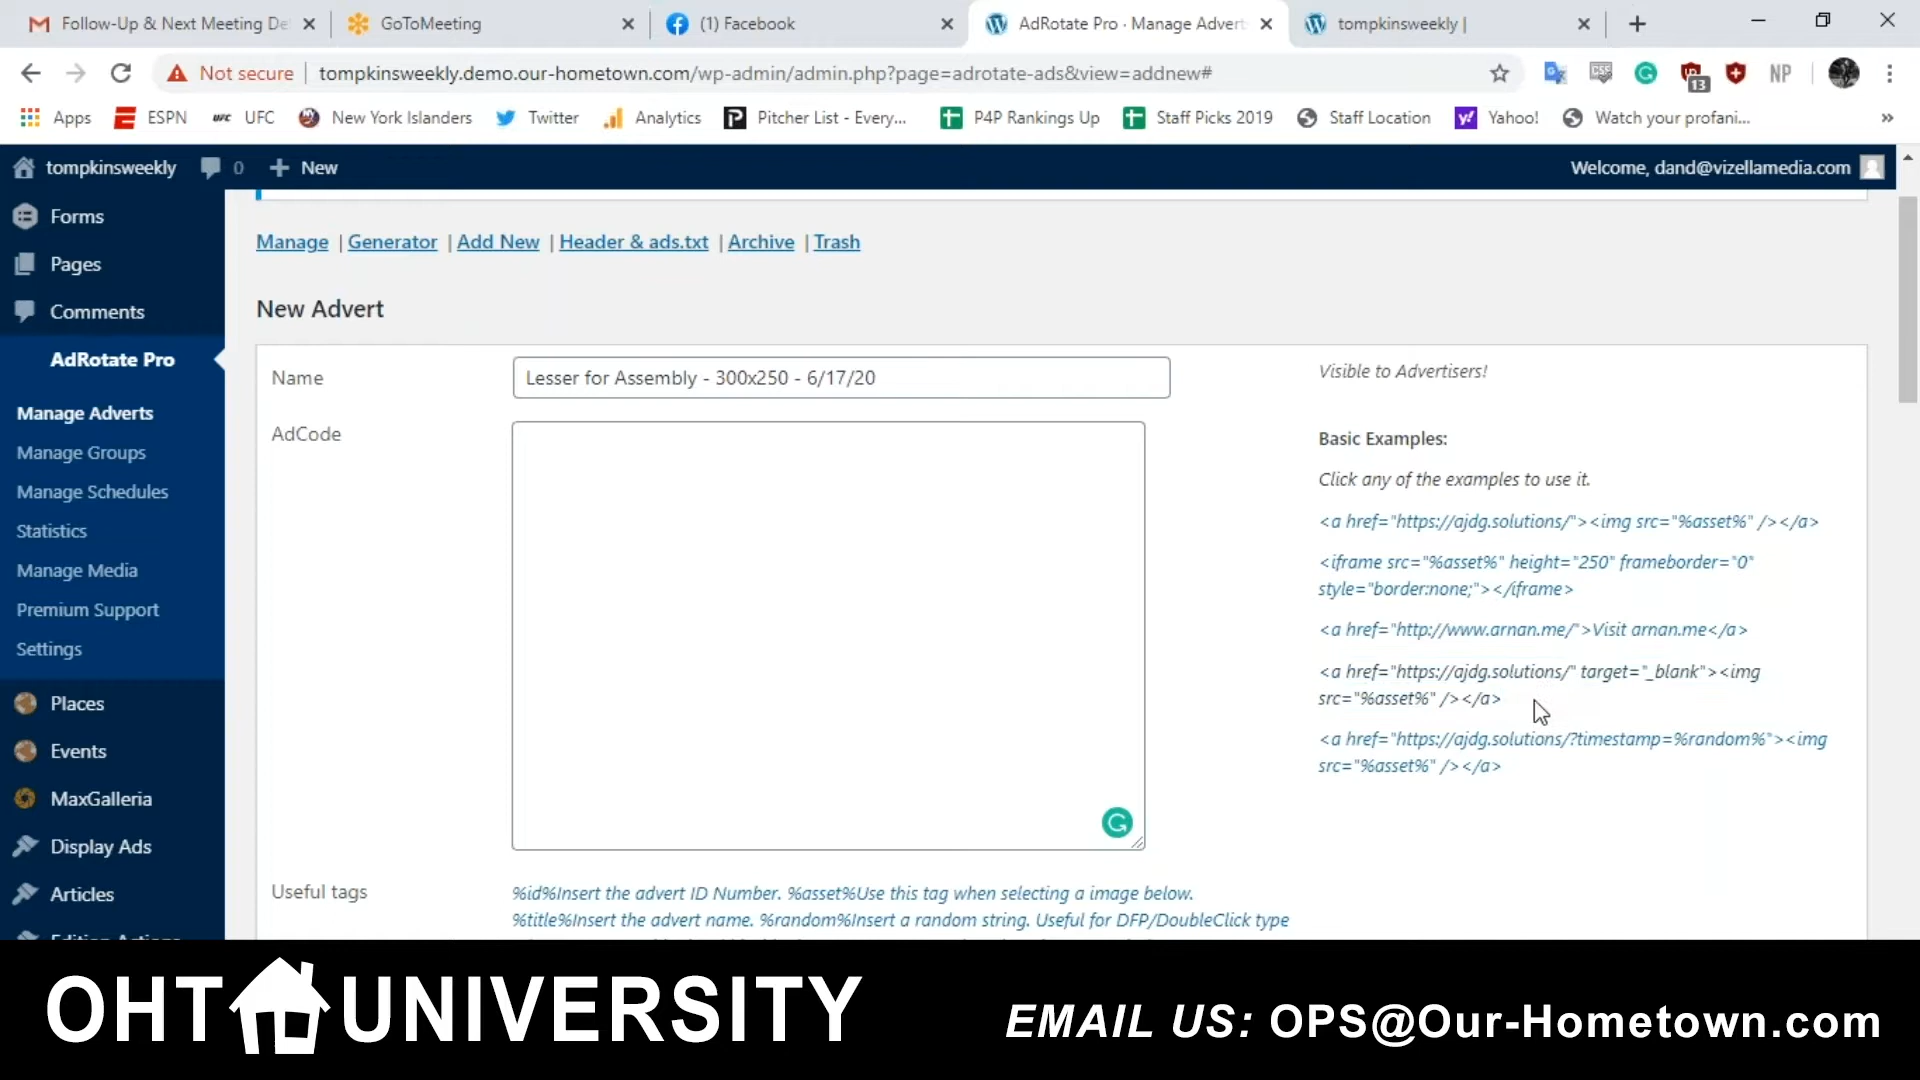 Follow-Up & Next Meeting De
GoToMeeting
(1) Facebook
AdRotate Pro · Manage Advert
tompkinsweekly |
Not secure | tompkinsweekly.demo.our-hometown.com/wp-admin/admin.php?page=adrotate-ads&view=addnew#
13
NP
Apps ESPN UFC New York Islanders Twitter Analytics Pitcher List - Every... P4P Rankings Up Staff Picks 2019 Staff Location Yahoo! Watch your profani... »
tompkinsweekly 0 + New
Welcome, dand@vizellamedia.com
Forms
Pages
Comments
AdRotate Pro
Manage Adverts
Manage Groups
Manage Schedules
Statistics
Manage Media
Premium Support
Settings
Places
Events
MaxGalleria
Display Ads
Articles
Manage | Generator | Add New | Header & ads.txt | Archive | Trash
New Advert
Name
Lesser for Assembly - 300x250 - 6/17/20
Visible to Advertisers!
AdCode
Basic Examples:
Click any of the examples to use it.
<a href="https://ajdg.solutions/"><img src="%asset%" /></a>
<iframe src="%asset%" height="250" frameborder="0"
style="border:none;"></iframe>
<a href="http://www.arnan.me/">Visit arnan.me</a>
<a href="https://ajdg.solutions/" target="_blank"><img
src="%asset%" /></a>
<a href="https://ajdg.solutions/?timestamp=%random%"><img
src="%asset%" /></a>
Useful tags
%id%Insert the advert ID Number. %asset%Use this tag when selecting a image below.
%title%Insert the advert name. %random%Insert a random string. Useful for DFP/DoubleClick type
OHT UNIVERSITY
EMAIL US: OPS@Our-Hometown.com